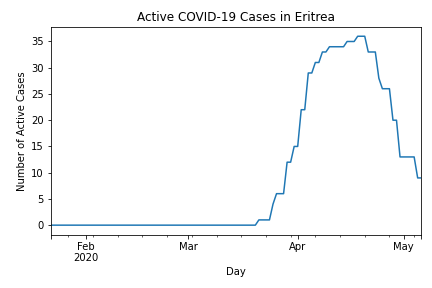 Active COVID-19 Cases in Eritrea
Number of Active Cases
35
30
25
20
15
10
5
0
Feb
2020
Mar
Apr
May
Day